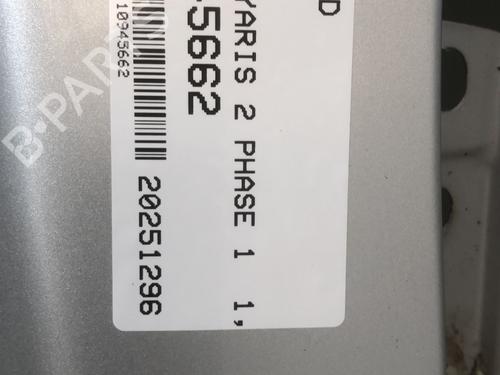 D
YARIS 2 PHASE 1 1,
-5662
10945662
20251296
B-PARTS